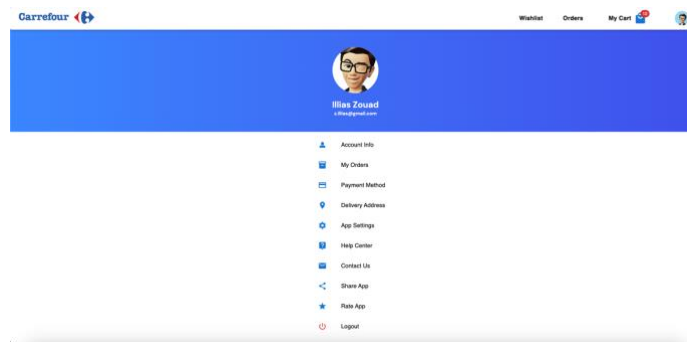 Carrefour
Wishlist Orders My Cart
Illias Zouad
Account Info
My Orders
Payment Method
Delivery Address
App Settings
Help Center
Contact Us
Share App
Rate App
Logout